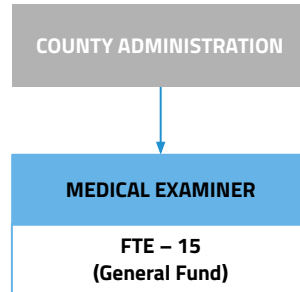 COUNTY ADMINISTRATION
MEDICAL EXAMINER
FTE – 15
(General Fund)